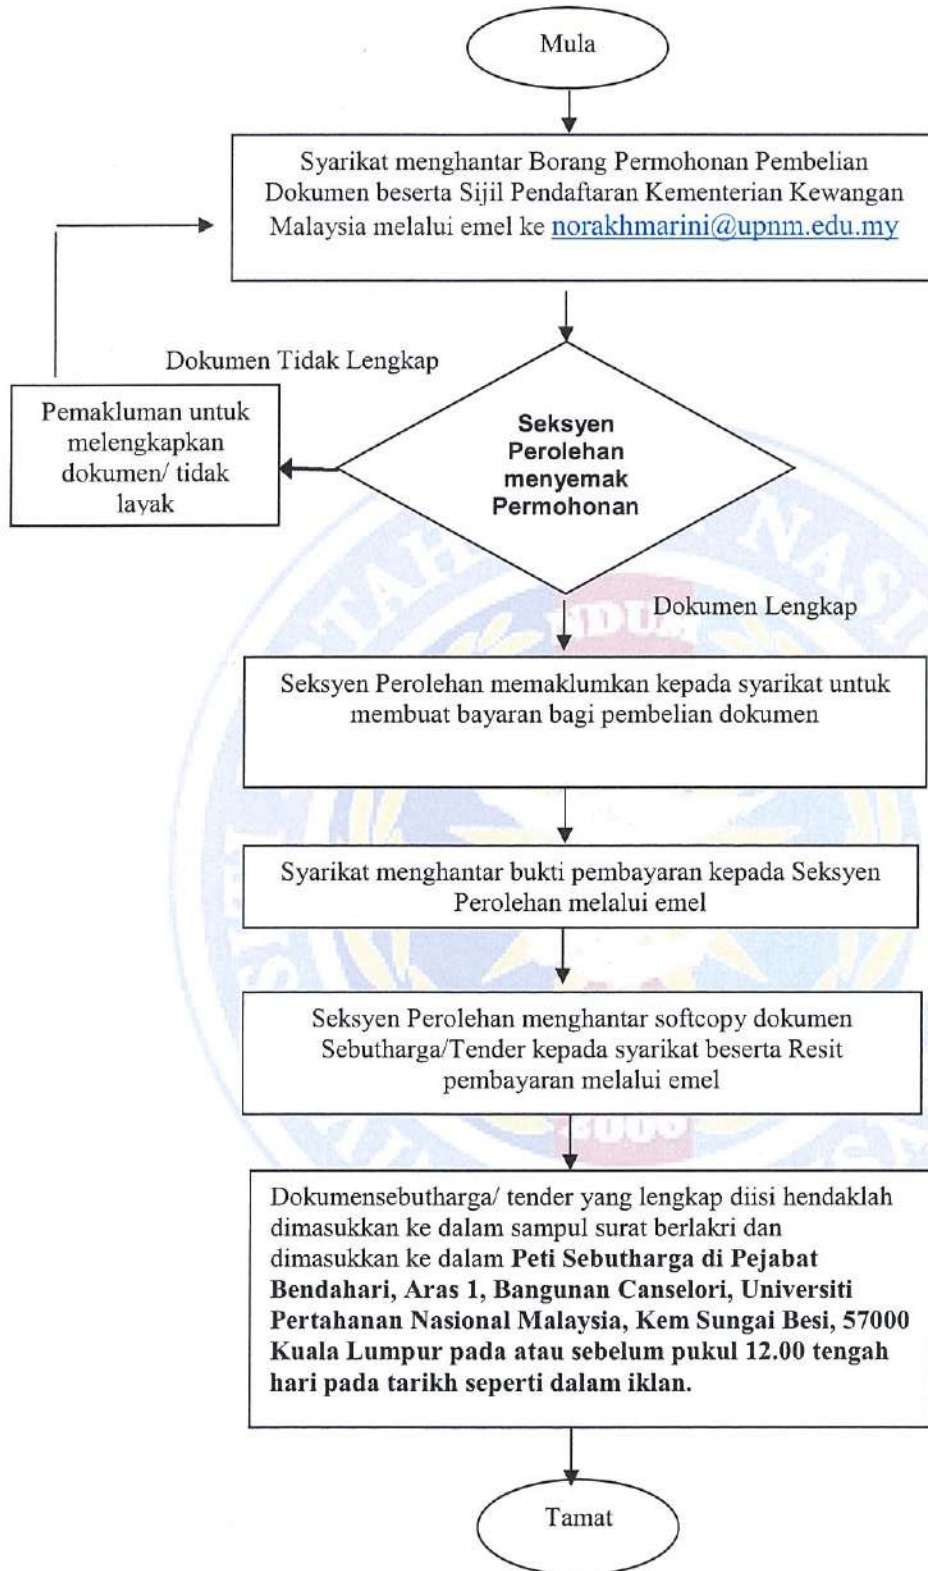 Mula
Syarikat menghantar Borang Permohonan Pembelian
Dokumen beserta Sijil Pendaftaran Kementerian Kewangan
Malaysia melalui emel ke norakhmarini@upnm.edu.my
Dokumen Tidak Lengkap
Pemakluman untuk
melengkapkan
dokumen/ tidak
layak
Seksyen
Perolehan
menyemak
Permohonan
Dokumen Lengkap
Seksyen Perolehan memaklumkan kepada syarikat untuk
membuat bayaran bagi pembelian dokumen
Syarikat menghantar bukti pembayaran kepada Seksyen
Perolehan melalui emel
Seksyen Perolehan menghantar softcopy dokumen
Sebutharga/Tender kepada syarikat beserta Resit
pembayaran melalui emel
Dokumensebutharga/ tender yang lengkap diisi hendaklah
dimasukkan ke dalam sampul surat berlakri dan
dimasukkan ke dalam Peti Sebutharga di Pejabat
Bendahari, Aras 1, Bangunan Canselori, Universiti
Pertahanan Nasional Malaysia, Kem Sungai Besi, 57000
Kuala Lumpur pada atau sebelum pukul 12.00 tengah
hari pada tarikh seperti dalam iklan.
Tamat